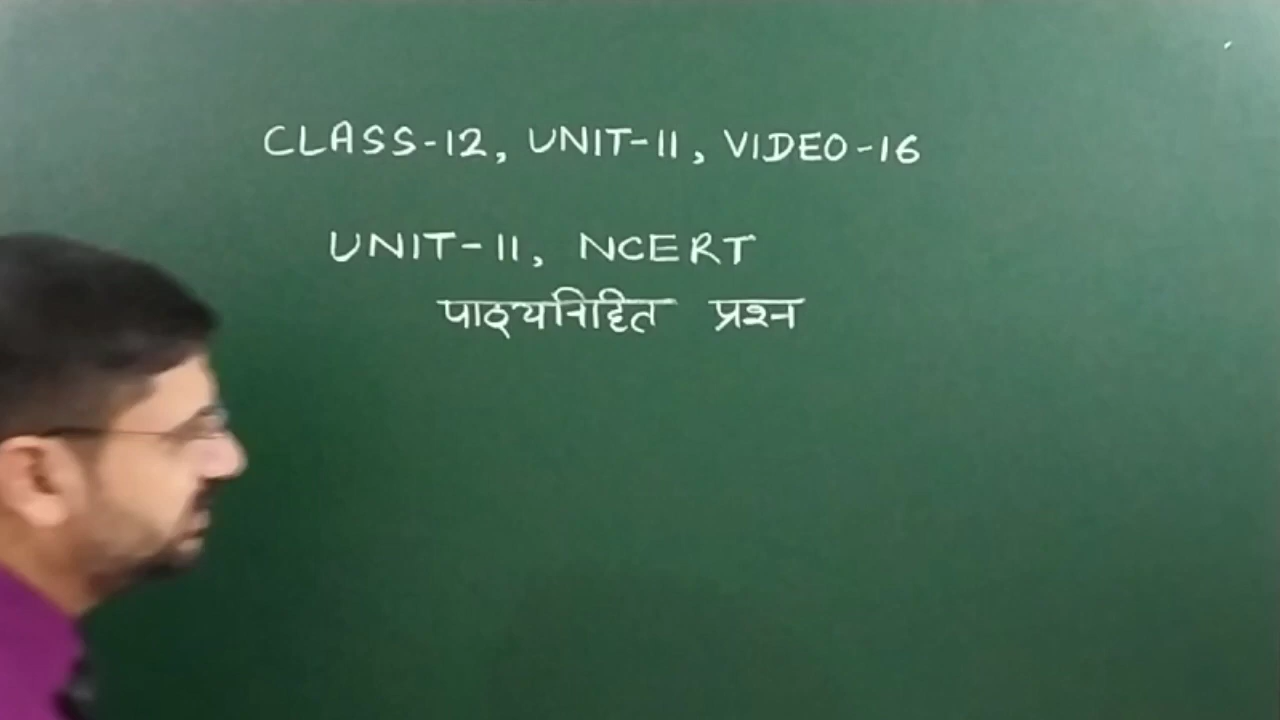 CLASS-12, UNIT-11, VIDEO-16
UNIT-11, NCERT
पाठ्यनिहित प्रश्न